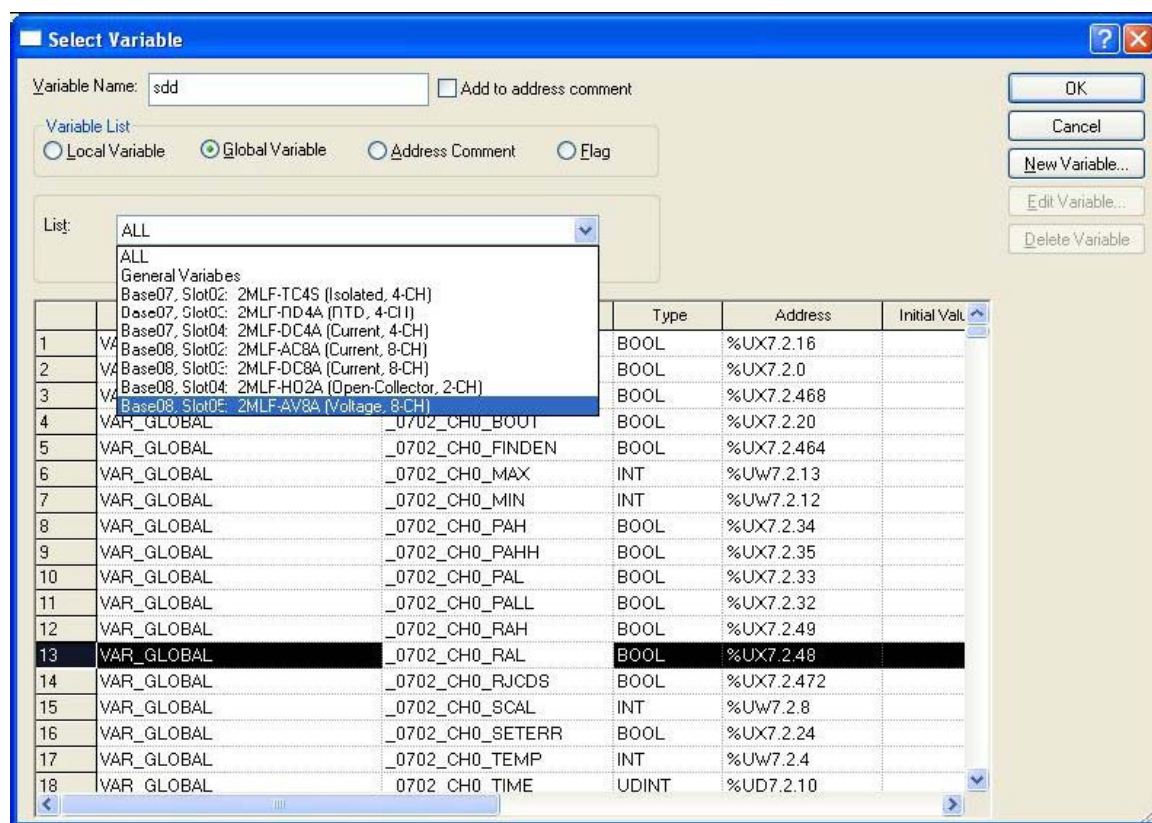 Select Variable
Variable Name: sdd Add to address comment OK
Variable List Cancel
Local Variable Global Variable Address Comment Flag
New Variable...
Edit Variable...
List: ALL
Delete Variable
ALL
General Variabes
Base07, Slot02: 2MLF-TC4S (Isolated, 4-CH)
Base07, Slot03: 2MLF-RD4A (RTD, 4-CH)
Base07, Slot04: 2MLF-DC4A (Current, 4-CH)
Base08, Slot02: 2MLF-AC8A (Current, 8-CH)
Base08, Slot03: 2MLF-DC8A (Current, 8-CH)
Base08, Slot04: 2MLF-HO2A (Open-Collector, 2-CH)
Base08, Slot05: 2MLF-AV8A (Voltage, 8-CH)
Type Address Initial Valu
1 VA BOOL %UX7.2.16
2 VA BOOL %UX7.2.0
3 VA BOOL %UX7.2.468
4 VAR_GLOBAL _0702_CH0_BOUT BOOL %UX7.2.20
5 VAR_GLOBAL _0702_CH0_FINDEN BOOL %UX7.2.464
6 VAR_GLOBAL _0702_CH0_MAX INT %UW7.2.13
7 VAR_GLOBAL _0702_CH0_MIN INT %UW7.2.12
8 VAR_GLOBAL _0702_CH0_PAH BOOL %UX7.2.34
9 VAR_GLOBAL _0702_CH0_PAHH BOOL %UX7.2.35
10 VAR_GLOBAL _0702_CH0_PAL BOOL %UX7.2.33
11 VAR_GLOBAL _0702_CH0_PALL BOOL %UX7.2.32
12 VAR_GLOBAL _0702_CH0_RAH BOOL %UX7.2.49
13 VAR_GLOBAL _0702_CH0_RAL BOOL %UX7.2.48
14 VAR_GLOBAL _0702_CH0_RJCDS BOOL %UX7.2.472
15 VAR_GLOBAL _0702_CH0_SCAL INT %UW7.2.8
16 VAR_GLOBAL _0702_CH0_SETERR BOOL %UX7.2.24
17 VAR_GLOBAL _0702_CH0_TEMP INT %UW7.2.4
18 VAR_GLOBAL _0702_CH0_TIME UDINT %UD7.2.10